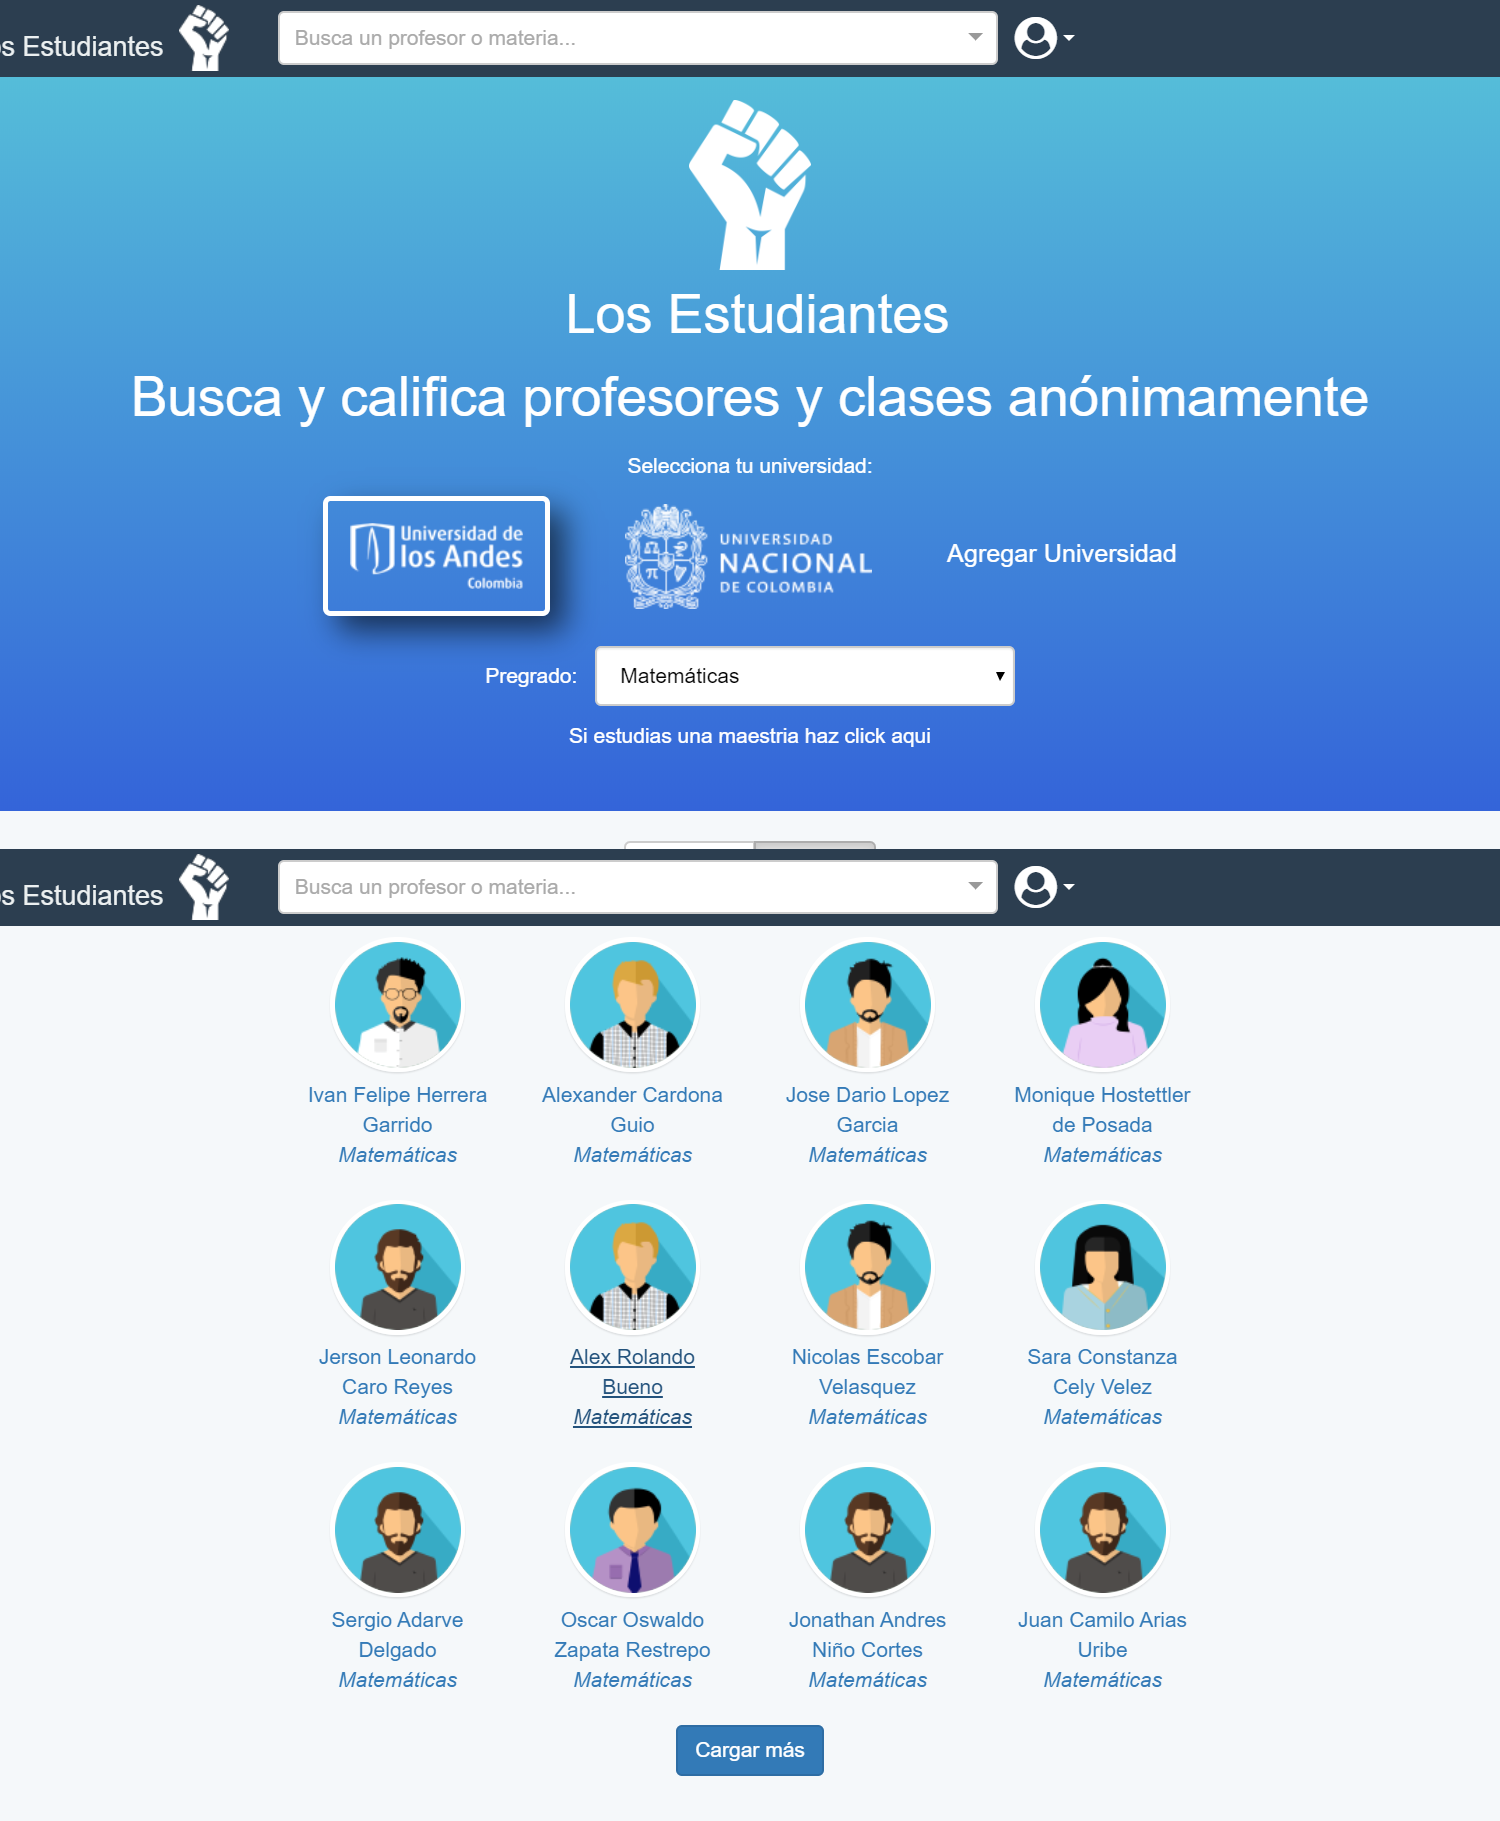 s Estudiantes
Busca un profesor o materia...
Los Estudiantes
Busca y califica profesores y clases anónimamente
Selecciona tu universidad:
Universidad de
los Andes
Colombia
UNIVERSIDAD
NACIONAL
DE COLOMBIA
Agregar Universidad
Pregrado:
Matemáticas
Si estudias una maestria haz click aqui
s Estudiantes
Busca un profesor o materia...
Ivan Felipe Herrera
Garrido
Matemáticas
Alexander Cardona
Guio
Matemáticas
Jose Dario Lopez
Garcia
Matemáticas
Monique Hostettler
de Posada
Matemáticas
Jerson Leonardo
Caro Reyes
Matemáticas
Alex Rolando
Bueno
Matemáticas
Nicolas Escobar
Velasquez
Matemáticas
Sara Constanza
Cely Velez
Matemáticas
Sergio Adarve
Delgado
Matemáticas
Oscar Oswaldo
Zapata Restrepo
Matemáticas
Jonathan Andres
Niño Cortes
Matemáticas
Juan Camilo Arias
Uribe
Matemáticas
Cargar más